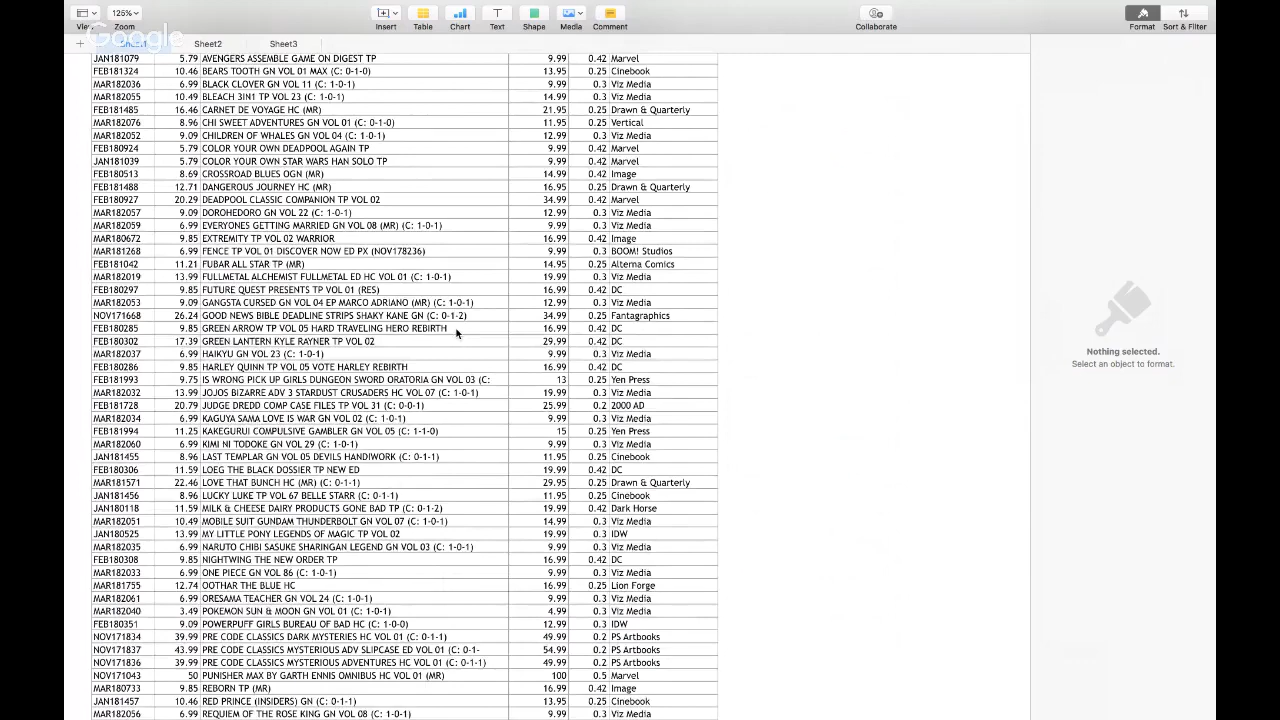 View
125%
Zoom
Insert
Table
Chart
Text
Shape
Media
Comment
Collaborate
Format
Sort & Filter
Google
Sheet1
Sheet2
Sheet3
JAN181079 5.79 AVENGERS ASSEMBLE GAME ON DIGEST TP 9.99 0.42 Marvel
FEB181324 10.46 BEARS TOOTH GN VOL 01 MAX (C: 0-1-0) 13.95 0.25 Cinebook
MAR182036 6.99 BLACK CLOVER GN VOL 11 (C: 1-0-1) 9.99 0.3 Viz Media
MAR182055 10.49 BLEACH 3IN1 TP VOL 23 (C: 1-0-1) 14.99 0.3 Viz Media
FEB181485 16.46 CARNET DE VOYAGE HC (MR) 21.95 0.25 Drawn & Quarterly
MAR182076 8.96 CHI SWEET ADVENTURES GN VOL 01 (C: 0-1-0) 11.95 0.25 Vertical
MAR182052 9.09 CHILDREN OF WHALES GN VOL 04 (C: 1-0-1) 12.99 0.3 Viz Media
FEB180924 5.79 COLOR YOUR OWN DEADPOOL AGAIN TP 9.99 0.42 Marvel
JAN181039 5.79 COLOR YOUR OWN STAR WARS HAN SOLO TP 9.99 0.42 Marvel
FEB180513 8.69 CROSSROAD BLUES OGN (MR) 14.99 0.42 Image
FEB181488 12.71 DANGEROUS JOURNEY HC (MR) 16.95 0.25 Drawn & Quarterly
FEB180927 20.29 DEADPOOL CLASSIC COMPANION TP VOL 02 34.99 0.42 Marvel
MAR182057 9.09 DOROHEDORO GN VOL 22 (C: 1-0-1) 12.99 0.3 Viz Media
MAR182059 6.99 EVERYONES GETTING MARRIED GN VOL 08 (MR) (C: 1-0-1) 9.99 0.3 Viz Media
MAR180672 9.85 EXTREMITY TP VOL 02 WARRIOR 16.99 0.42 Image
MAR181268 6.99 FENCE TP VOL 01 DISCOVER NOW ED PX (NOV178236) 9.99 0.3 BOOM! Studios
FEB181042 11.21 FUBAR ALL STAR TP (MR) 14.95 0.25 Alterna Comics
MAR182019 13.99 FULLMETAL ALCHEMIST FULLMETAL ED HC VOL 01 (C: 1-0-1) 19.99 0.3 Viz Media
FEB180297 9.85 FUTURE QUEST PRESENTS TP VOL 01 (RES) 16.99 0.42 DC
MAR182053 9.09 GANGSTA CURSED GN VOL 04 EP MARCO ADRIANO (MR) (C: 1-0-1) 12.99 0.3 Viz Media
NOV171668 26.24 GOOD NEWS BIBLE DEADLINE STRIPS SHAKY KANE GN (C: 0-1-2) 34.99 0.25 Fantagraphics
FEB180285 9.85 GREEN ARROW TP VOL 05 HARD TRAVELING HERO REBIRTH 16.99 0.42 DC
FEB180302 17.39 GREEN LANTERN KYLE RAYNER TP VOL 02 29.99 0.42 DC
MAR182037 6.99 HAIKYU GN VOL 23 (C: 1-0-1) 9.99 0.3 Viz Media
FEB180286 9.85 HARLEY QUINN TP VOL 05 VOTE HARLEY REBIRTH 16.99 0.42 DC
FEB181993 9.75 IS WRONG PICK UP GIRLS DUNGEON SWORD ORATORIA GN VOL 03 (C: 13 0.25 Yen Press
MAR182032 13.99 JOJOS BIZARRE ADV 3 STARDUST CRUSADERS HC VOL 07 (C: 1-0-1) 19.99 0.3 Viz Media
FEB181728 20.79 JUDGE DREDD COMP CASE FILES TP VOL 31 (C: 0-0-1) 25.99 0.2 2000 AD
MAR182034 6.99 KAGUYA SAMA LOVE IS WAR GN VOL 02 (C: 1-0-1) 9.99 0.3 Viz Media
FEB181994 11.25 KAKEGURUI COMPULSIVE GAMBLER GN VOL 05 (C: 1-1-0) 15 0.25 Yen Press
MAR182060 6.99 KIMI NI TODOKE GN VOL 29 (C: 1-0-1) 9.99 0.3 Viz Media
JAN181455 8.96 LAST TEMPLAR GN VOL 05 DEVILS HANDIWORK (C: 0-1-1) 11.95 0.25 Cinebook
FEB180306 11.59 LOEG THE BLACK DOSSIER TP NEW ED 19.99 0.42 DC
MAR181571 22.46 LOVE THAT BUNCH HC (MR) (C: 0-1-1) 29.95 0.25 Drawn & Quarterly
JAN181456 8.96 LUCKY LUKE TP VOL 67 BELLE STARR (C: 0-1-1) 11.95 0.25 Cinebook
JAN180118 11.59 MILK & CHEESE DAIRY PRODUCTS GONE BAD TP (C: 0-1-2) 19.99 0.42 Dark Horse
MAR182051 10.49 MOBILE SUIT GUNDAM THUNDERBOLT GN VOL 07 (C: 1-0-1) 14.99 0.3 Viz Media
JAN180525 13.99 MY LITTLE PONY LEGENDS OF MAGIC TP VOL 02 19.99 0.3 IDW
MAR182035 6.99 NARUTO CHIBI SASUKE SHARINGAN LEGEND GN VOL 03 (C: 1-0-1) 9.99 0.3 Viz Media
FEB180308 9.85 NIGHTWING THE NEW ORDER TP 16.99 0.42 DC
MAR182033 6.99 ONE PIECE GN VOL 86 (C: 1-0-1) 9.99 0.3 Viz Media
MAR181755 12.74 OOTHAR THE BLUE HC 16.99 0.25 Lion Forge
MAR182061 6.99 ORESAMA TEACHER GN VOL 24 (C: 1-0-1) 9.99 0.3 Viz Media
MAR182040 3.49 POKEMON SUN & MOON GN VOL 01 (C: 1-0-1) 4.99 0.3 Viz Media
FEB180351 9.09 POWERPUFF GIRLS BUREAU OF BAD HC (C: 1-0-0) 12.99 0.3 IDW
NOV171834 39.99 PRE CODE CLASSICS DARK MYSTERIES HC VOL 01 (C: 0-1-1) 49.99 0.2 PS Artbooks
NOV171837 43.99 PRE CODE CLASSICS MYSTERIOUS ADV SLIPCASE ED VOL 01 (C: 0-1- 54.99 0.2 PS Artbooks
NOV171836 39.99 PRE CODE CLASSICS MYSTERIOUS ADVENTURES HC VOL 01 (C: 0-1-1) 49.99 0.2 PS Artbooks
NOV171043 50 PUNISHER MAX BY GARTH ENNIS OMNIBUS HC VOL 01 (MR) 100 0.5 Marvel
MAR180733 9.85 REBORN TP (MR) 16.99 0.42 Image
JAN181457 10.46 RED PRINCE (INSIDERS) GN (C: 0-1-1) 13.95 0.25 Cinebook
MAR182056 6.99 REQUIEM OF THE ROSE KING GN VOL 08 (C: 1-0-1) 9.99 0.3 Viz Media
Nothing selected.
Select an object to format.